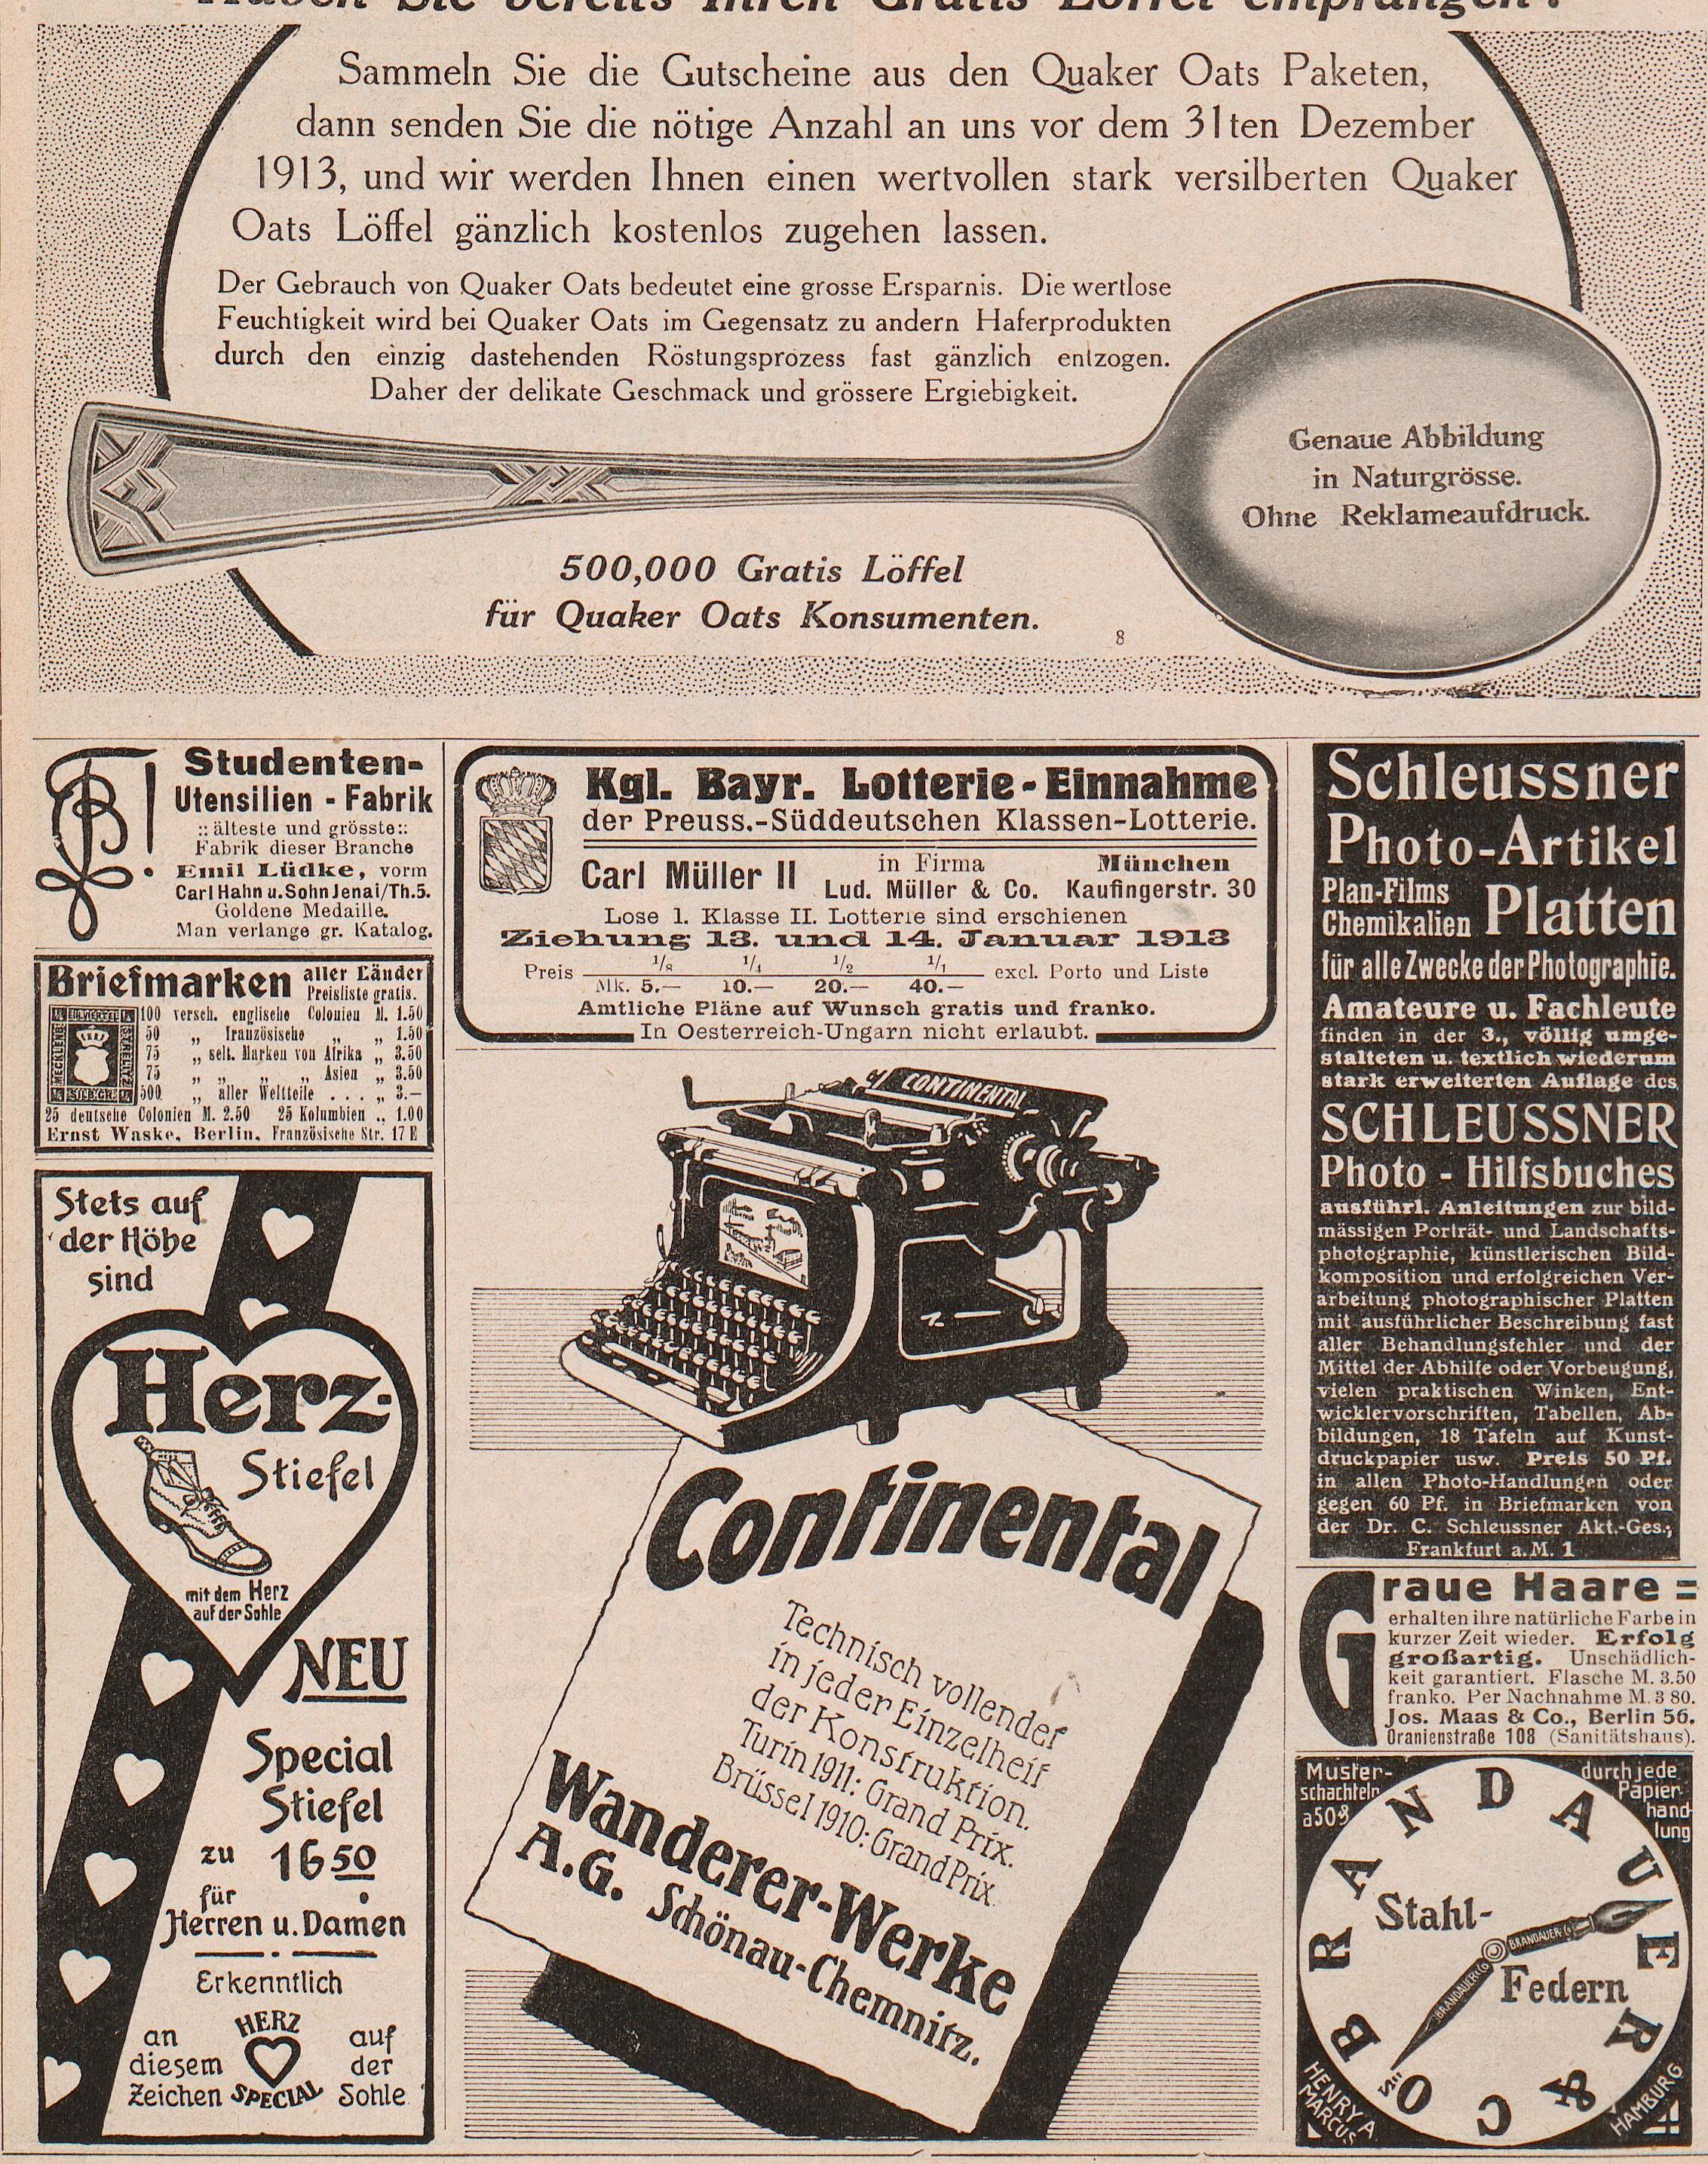 Haben Sie bereits Ihren Gratis Löffel empfangen?
Sammeln Sie die Gutscheine aus den Quaker Oats Paketen,
dann senden Sie die nötige Anzahl an uns vor dem 31ten Dezember
1913, und wir werden Ihnen einen wertvollen stark versilberten Quaker
Oats Löffel gänzlich kostenlos zugehen lassen.
Der Gebrauch von Quaker Oats bedeutet eine grosse Ersparnis. Die wertlose
Feuchtigkeit wird bei Quaker Oats im Gegensatz zu andern Haferprodukten
durch den einzig dastehenden Röstungsprozess fast gänzlich entzogen.
Daher der delikate Geschmack und grössere Ergiebigkeit.
Genaue Abbildung
in Naturgrösse.
Ohne Reklameaufdruck.
500,000 Gratis Löffel
für Quaker Oats Konsumenten.
8
Studenten-
Utensilien - Fabrik
:: älteste und grösste ::
Fabrik dieser Branche
Emil Lüdke, vorm
Carl Hahn u. Sohn Jena i/Th. 5.
Goldene Medaille.
Man verlange gr. Katalog.
Briefmarken aller Länder
Preisliste gratis.
100 versch. englische Colonien M. 1.50
50 „ französische „ „ 1.50
75 „ selt. Marken von Afrika „ 3.50
75 „ „ „ „ Asien „ 3.50
500 „ aller Weltteile . . . „ 3.—
25 deutsche Colonien M. 2.50 25 Kolumbien „ 1.00
Ernst Waske, Berlin, Französische Str. 17 E
Stets auf
der Höhe
sind
Herz-
Stiefel
mit dem Herz
auf der Sohle
NEU
Special
Stiefel
zu 16 50
für
Herren u. Damen
Erkenntlich
an
diesem
Zeichen
HERZ
SPECIAL
auf
der
Sohle
Kgl. Bayr. Lotterie-Einnahme
der Preuss.-Süddeutschen Klassen-Lotterie.
Carl Müller II in Firma
Lud. Müller & Co. München
Kaufingerstr. 30
Lose 1. Klasse II. Lotterie sind erschienen
Ziehung 13. und 14. Januar 1913
Preis 1/8 1/4 1/2 1/1 excl. Porto und Liste
Mk. 5.— 10.— 20.— 40.—
Amtliche Pläne auf Wunsch gratis und franko.
In Oesterreich-Ungarn nicht erlaubt.
CONTINENTAL
Continental
Technisch vollendet
in jeder Einzelheit
der Konstruktion.
Turin 1911: Grand Prix.
Brüssel 1910: Grand Prix.
Wanderer-Werke
A.G. Schönau-Chemnitz.
Schleussner
Photo-Artikel
Plan-Films
Chemikalien Platten
für alle Zwecke der Photographie.
Amateure u. Fachleute
finden in der 3., völlig umge-
stalteten u. textlich wiederum
stark erweiterten Auflage des
SCHLEUSSNER
Photo - Hilfsbuches
ausführl. Anleitungen zur bild-
mässigen Porträt- und Landschafts-
photographie, künstlerischen Bild-
komposition und erfolgreichen Ver-
arbeitung photographischer Platten
mit ausführlicher Beschreibung fast
aller Behandlungsfehler und der
Mittel der Abhilfe oder Vorbeugung,
vielen praktischen Winken, Ent-
wicklervorschriften, Tabellen, Ab-
bildungen, 18 Tafeln auf Kunst-
druckpapier usw. Preis 50 Pf.
in allen Photo-Handlungen oder
gegen 60 Pf. in Briefmarken von
der Dr. C. Schleussner Akt.-Ges.,
Frankfurt a.M. 1
Graue Haare =
erhalten ihre natürliche Farbe in
kurzer Zeit wieder. Erfolg
großartig. Unschädlich-
keit garantiert. Flasche M. 3.50
franko. Per Nachnahme M. 3 80.
Jos. Maas & Co., Berlin 56.
Oranienstraße 108 (Sanitätshaus).
Muster-
schachteln
a 50 ₰
durch jede
Papier-
hand-
lung
BRANDAUER & Co
Stahl-
Federn
BRANDAUER & Co
BRANDAUER & Co
HENRY A.
MARCUS
HAMBURG